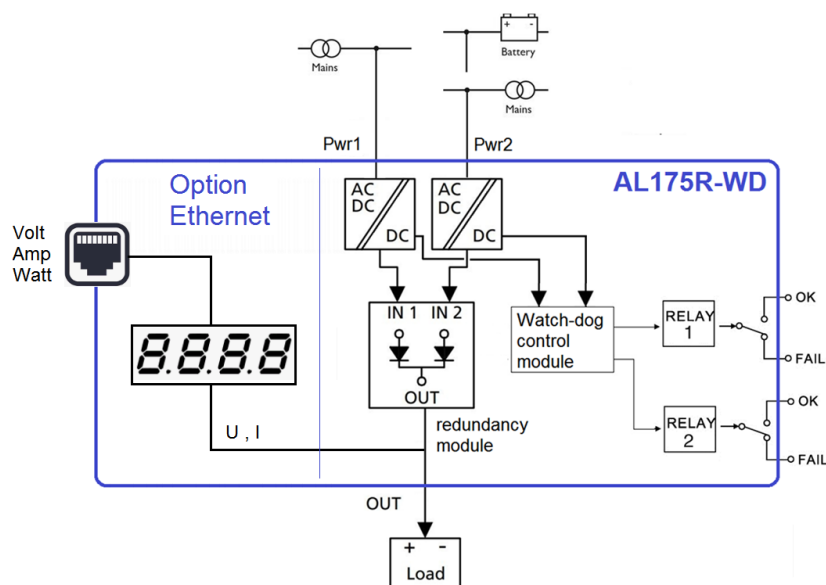 + -
Battery
Mains
Mains
Pwr1
Pwr2
Option
Ethernet
AL175R-WD
Volt
Amp
Watt
AC
DC
DC
AC
DC
DC
IN 1
IN 2
OUT
Watch-dog
control
module
RELAY
1
OK
FAIL
RELAY
2
OK
FAIL
8.8.8.8
redundancy
module
U , I
OUT
+ -
Load